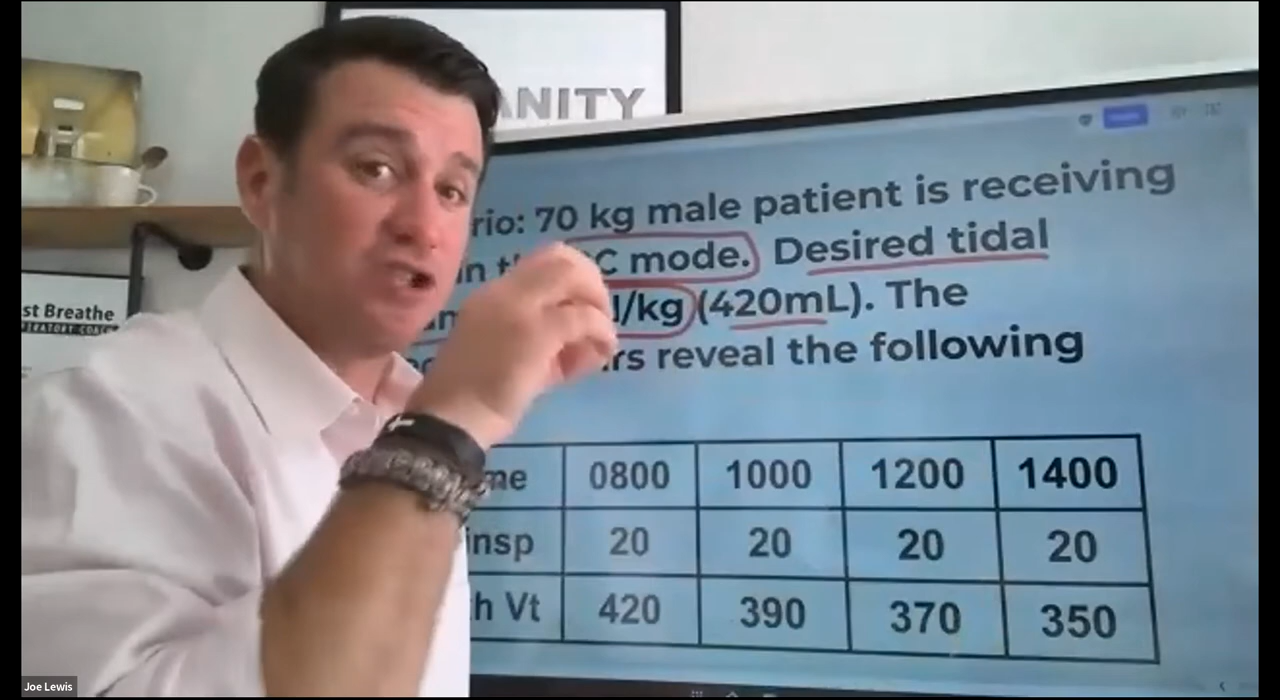 ANITY
st Breathe
rio: 70 kg male patient is receiving
C mode. Desired tidal
l/kg (420mL). The
rs reveal the following
me 0800 1000 1200 1400
insp 20 20 20 20
h Vt 420 390 370 350
Joe Lewis